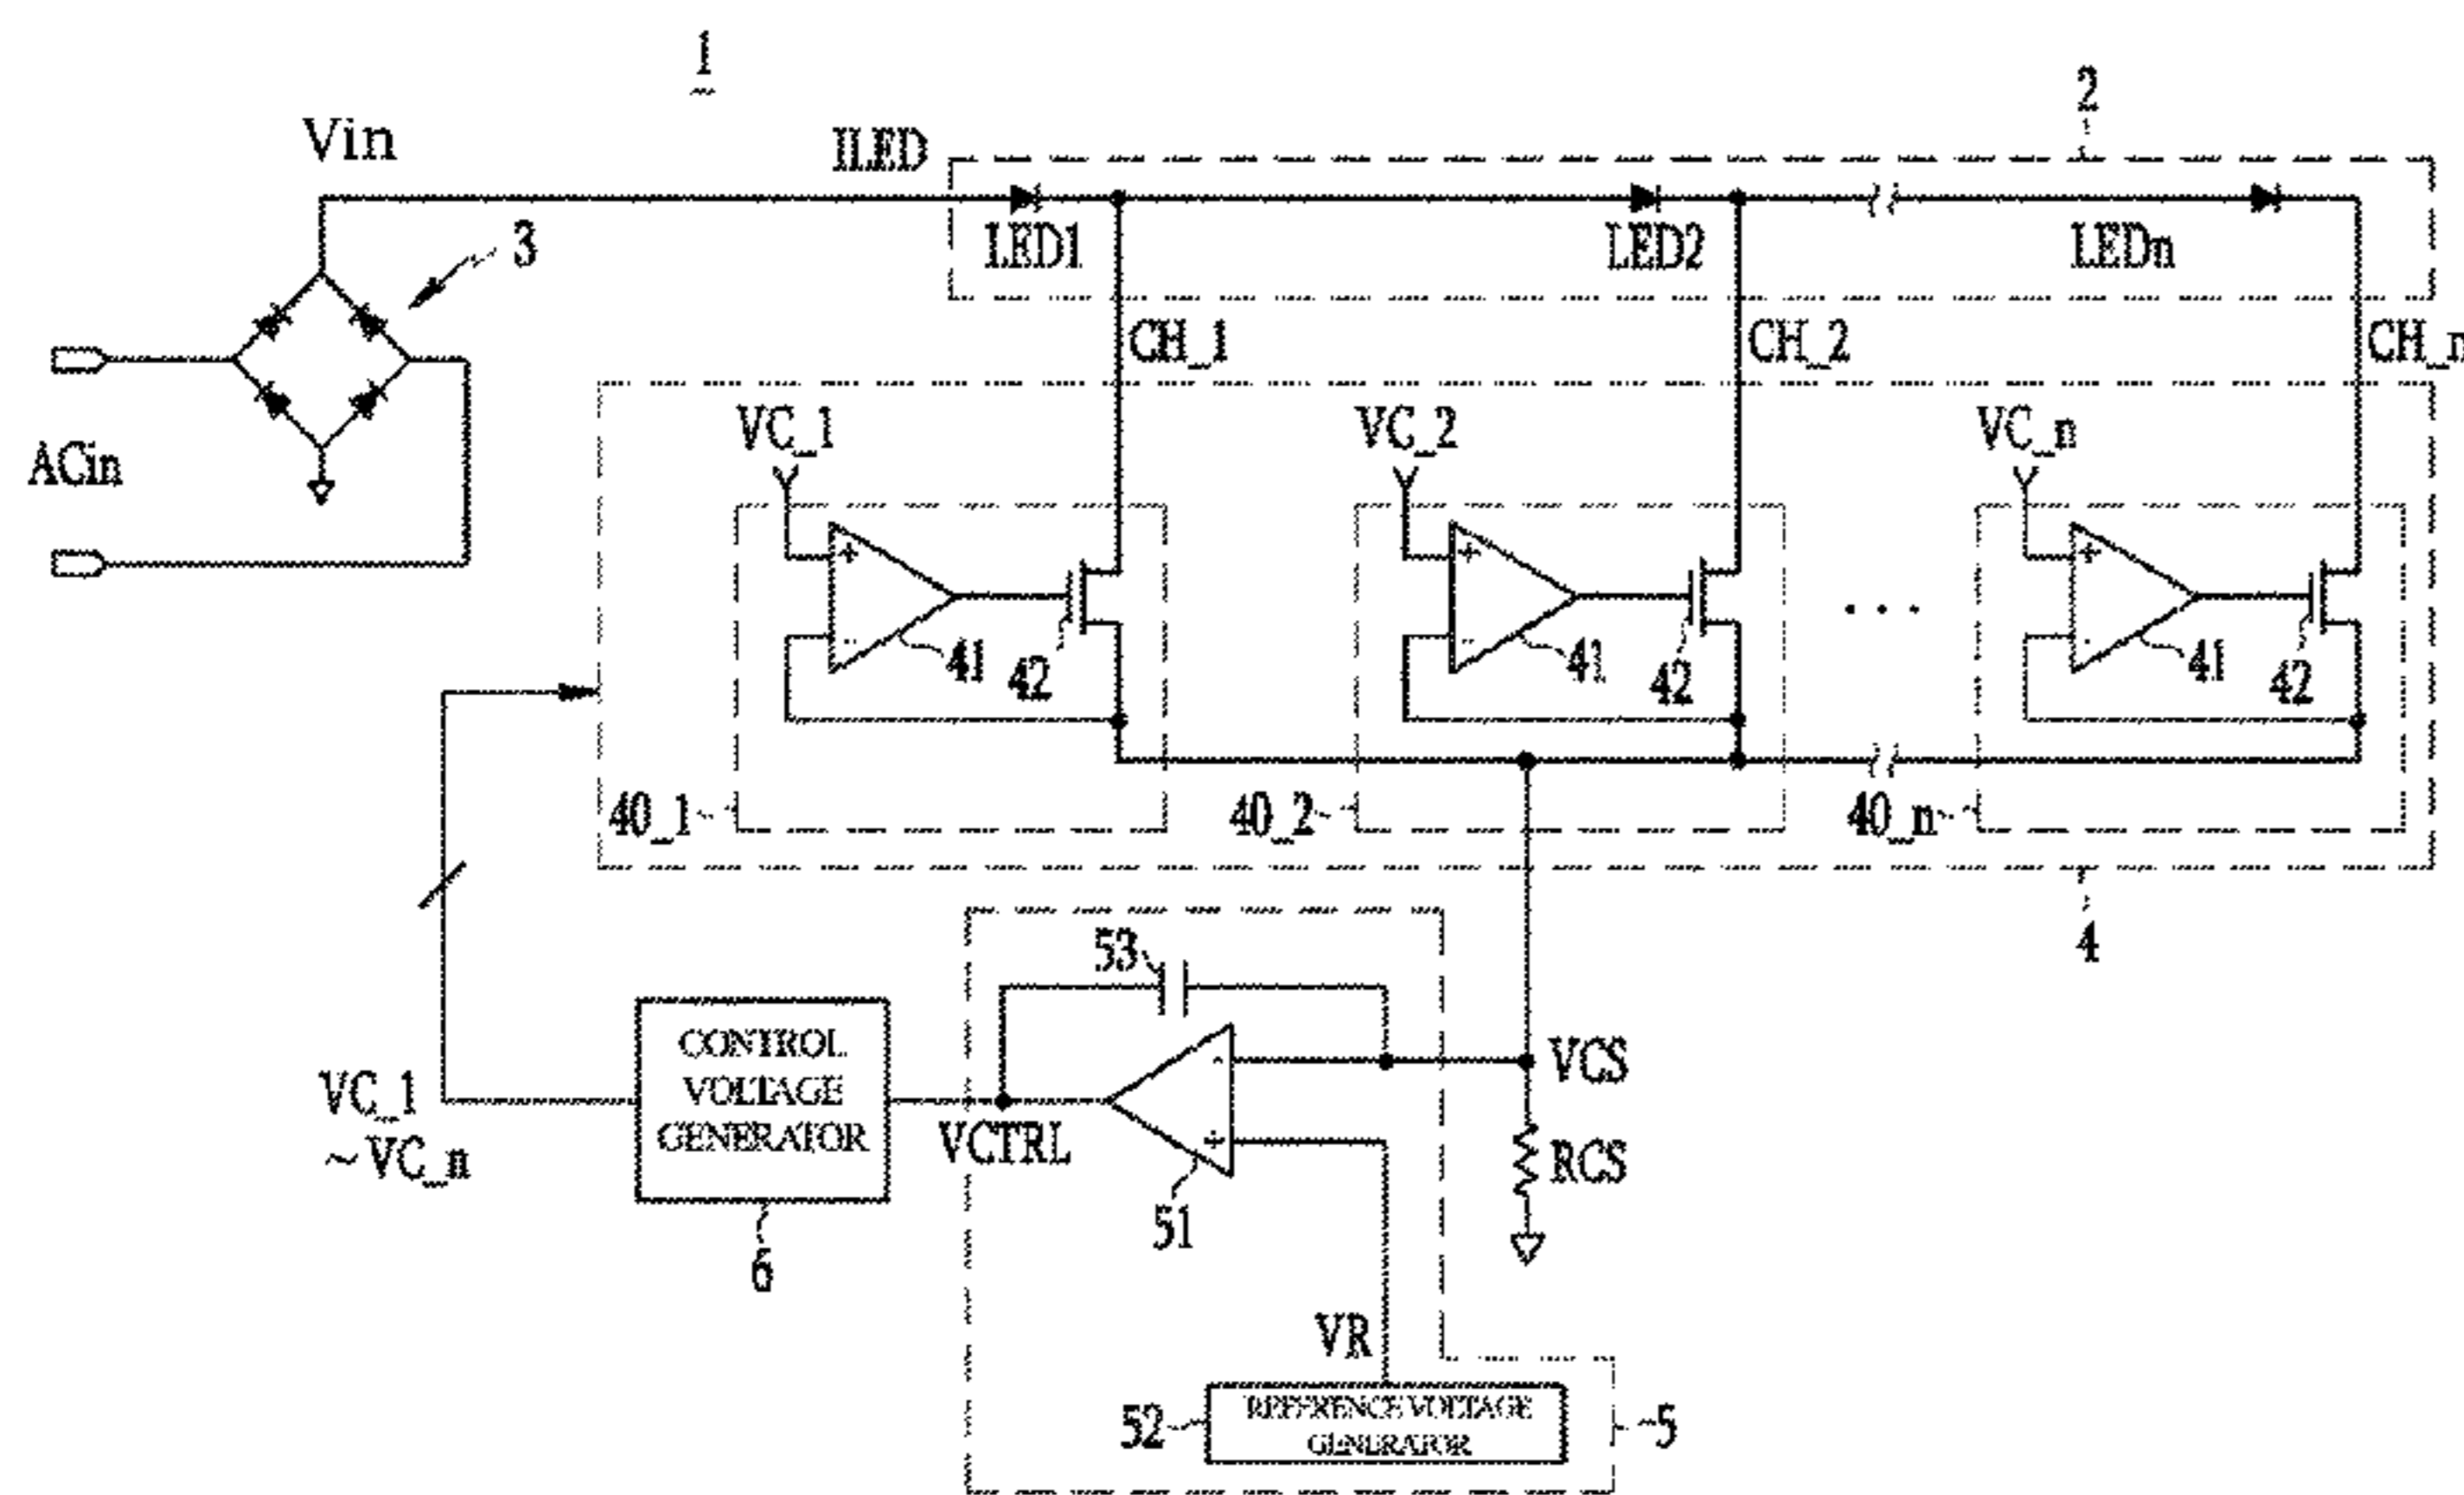 1
Vin
ILED
2
3
LED1
LED2
LEDn
CH_1
CH_2
CH_n
ACin
VC_1
VC_2
VC_n
+
+
+
-
-
-
41
42
41
42
41
42
. . .
40_1
40_2
40_n
4
53
CONTROL
VOLTAGE
GENERATOR
VC_1
~VC_n
VCTRL
-
+
VCS
RCS
51
6
VR
52
REFERENCE VOLTAGE
GENERATOR
5